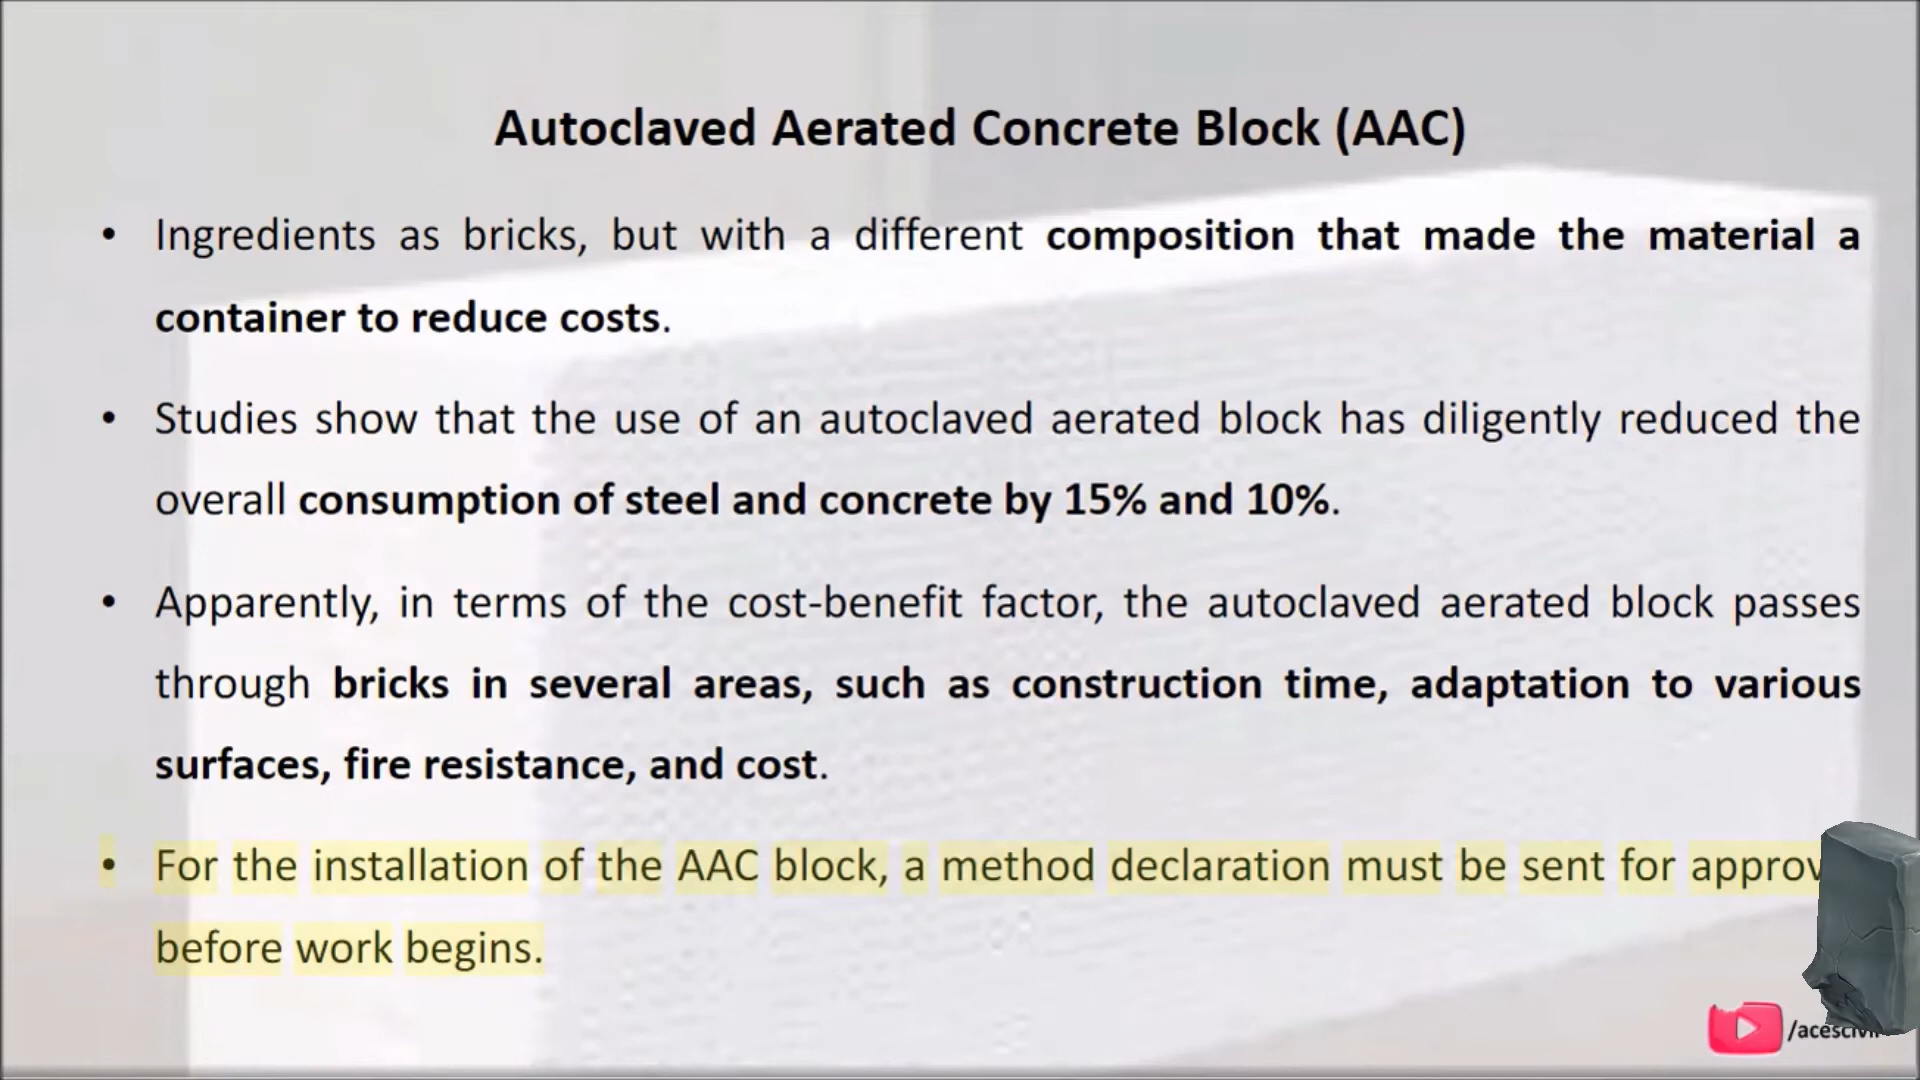 Autoclaved Aerated Concrete Block (AAC)
• Ingredients as bricks, but with a different composition that made the material a
container to reduce costs.
• Studies show that the use of an autoclaved aerated block has diligently reduced the
overall consumption of steel and concrete by 15% and 10%.
• Apparently, in terms of the cost-benefit factor, the autoclaved aerated block passes
through bricks in several areas, such as construction time, adaptation to various
surfaces, fire resistance, and cost.
• For the installation of the AAC block, a method declaration must be sent for
before work begins.